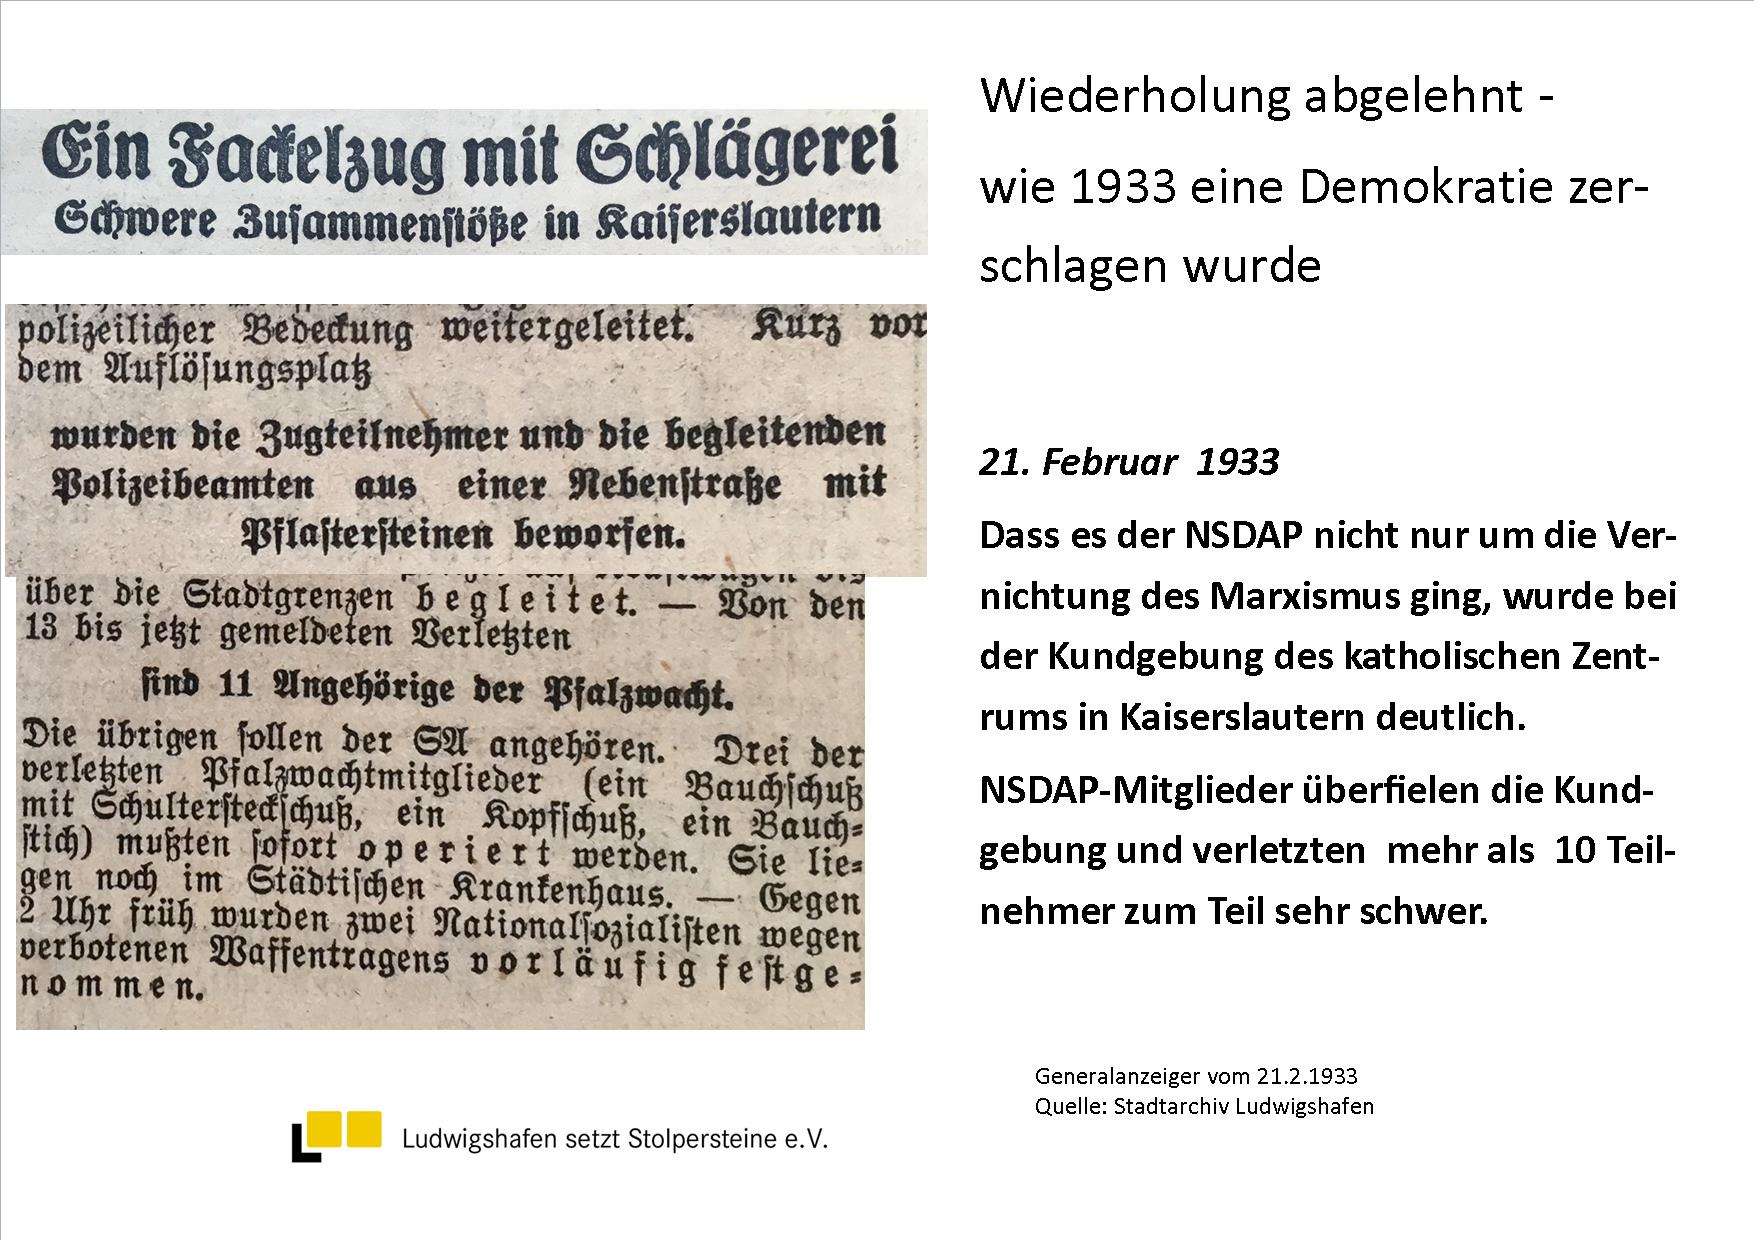 Ein Fackelzug mit Schlägerei
Schwere Zusammenstöße in Kaiserslautern
polizeilicher Bedeckung weitergeleitet. Kurz vor
dem Auflösungsplatz
wurden die Zugteilnehmer und die begleitenden
Polizeibeamten aus einer Nebenstraße mit
Pflastersteinen beworfen.
über die Stadtgrenzen begleitet. — Von den
13 bis jetzt gemeldeten Verletzten
sind 11 Angehörige der Pfalzwacht.
Die übrigen sollen der SA angehören. Drei der
verletzten Pfalzwachtmitglieder (ein Bauchschuß
mit Schultersteckschuß, ein Kopfschuß, ein Bauch-
stich) mußten sofort operiert werden. Sie lie-
gen noch im Städtischen Krankenhaus. — Gegen
2 Uhr früh wurden zwei Nationalsozialisten wegen
verbotenen Waffentragens vorläufig festge-
nommen.
Ludwigshafen setzt Stolpersteine e.V.
Wiederholung abgelehnt -
wie 1933 eine Demokratie zer-
schlagen wurde
21. Februar 1933
Dass es der NSDAP nicht nur um die Ver-
nichtung des Marxismus ging, wurde bei
der Kundgebung des katholischen Zent-
rums in Kaiserslautern deutlich.
NSDAP-Mitglieder überfielen die Kund-
gebung und verletzten mehr als 10 Teil-
nehmer zum Teil sehr schwer.
Generalanzeiger vom 21.2.1933
Quelle: Stadtarchiv Ludwigshafen